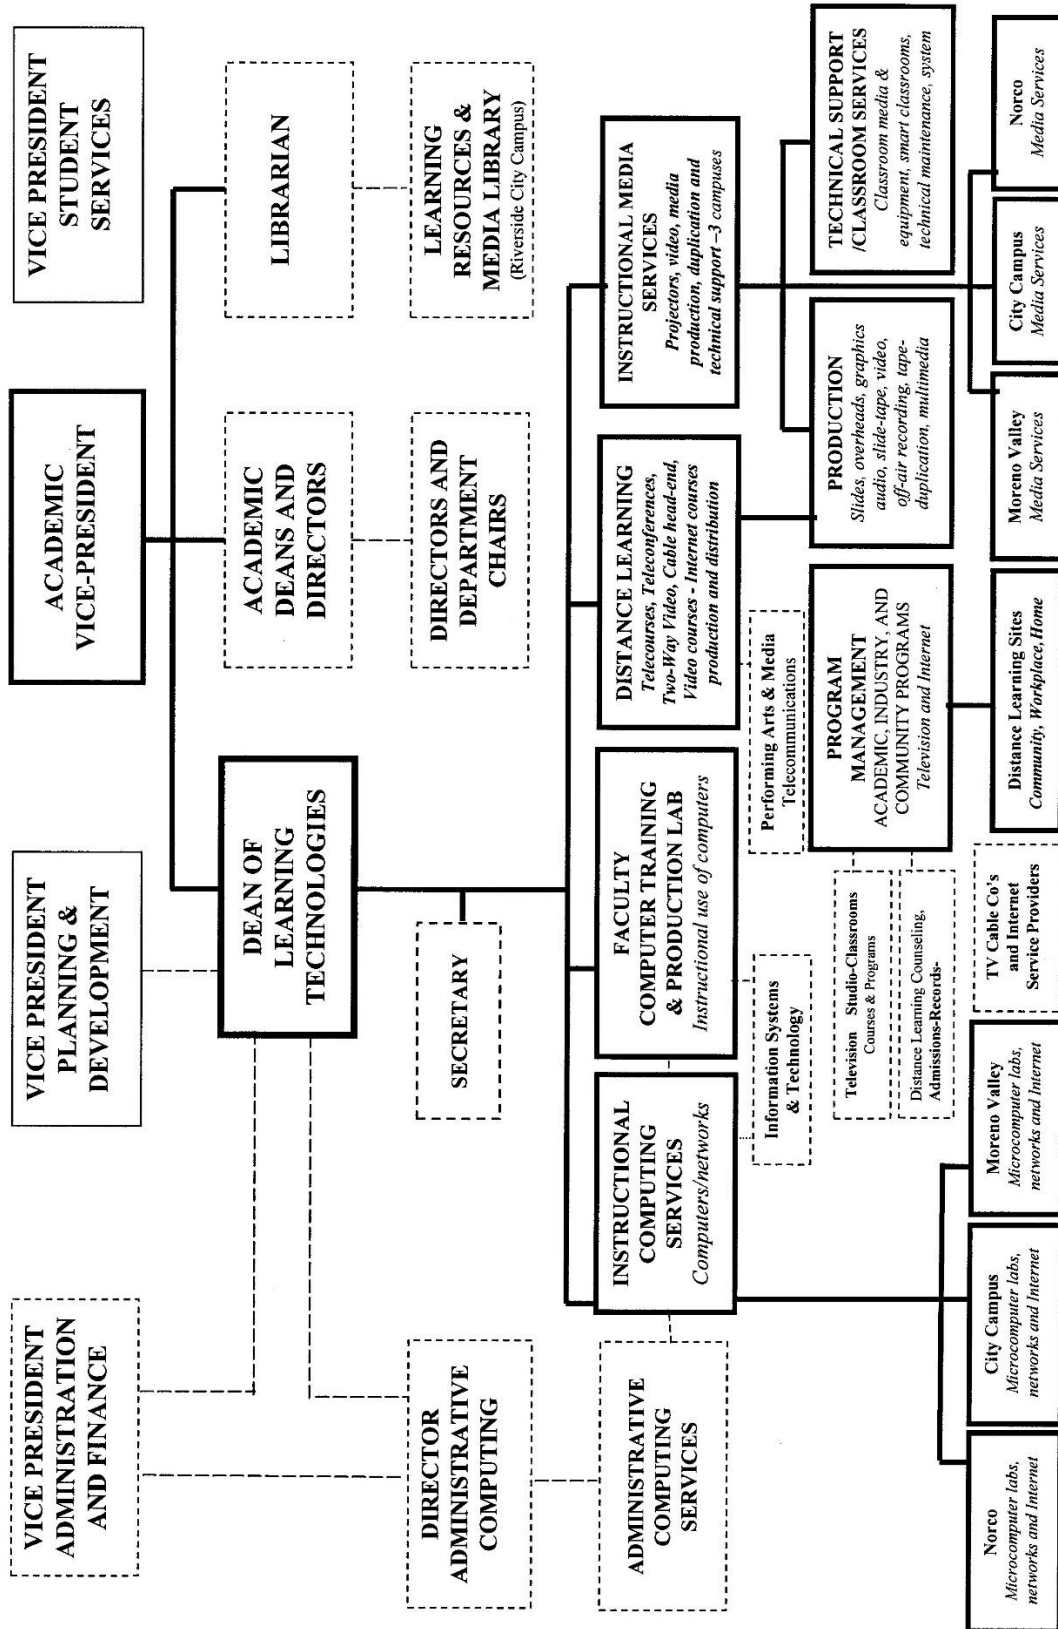 VICE PRESIDENT
ADMINISTRATION
AND FINANCE
VICE PRESIDENT
PLANNING &
DEVELOPMENT
ACADEMIC
VICE-PRESIDENT
VICE PRESIDENT
STUDENT
SERVICES
DEAN OF
LEARNING
TECHNOLOGIES
ACADEMIC
DEANS AND
DIRECTORS
LIBRARIAN
DIRECTOR
ADMINISTRATIVE
COMPUTING
SECRETARY
DIRECTORS AND
DEPARTMENT
CHAIRS
LEARNING
RESOURCES &
MEDIA LIBRARY
(Riverside City Campus)
ADMINISTRATIVE
COMPUTING
SERVICES
INSTRUCTIONAL
COMPUTING
SERVICES
Computers/networks
FACULTY
COMPUTER TRAINING
& PRODUCTION LAB
Instructional use of computers
DISTANCE LEARNING
Telecourses, Teleconferences,
Two-Way Video, Cable head-end,
Video courses - Internet courses
production and distribution
INSTRUCTIONAL MEDIA
SERVICES
Projectors, video, media
production, duplication and
technical support –3 campuses
Information Systems
& Technology
Performing Arts & Media
Telecommunications
Television Studio-Classrooms
Courses & Programs
Distance Learning Counseling,
Admissions-Records-
PROGRAM
MANAGEMENT
ACADEMIC, INDUSTRY, AND
COMMUNITY PROGRAMS
Television and Internet
PRODUCTION
Slides, overheads, graphics
audio, slide-tape, video,
off-air recording, tape-
duplication, multimedia
TECHNICAL SUPPORT
/CLASSROOM SERVICES
Classroom media &
equipment, smart classrooms,
technical maintenance, system
Norco
Microcomputer labs,
networks and Internet
City Campus
Microcomputer labs,
networks and Internet
Moreno Valley
Microcomputer labs,
networks and Internet
TV Cable Co's
and Internet
Service Providers
Distance Learning Sites
Community, Workplace, Home
Moreno Valley
Media Services
City Campus
Media Services
Norco
Media Services